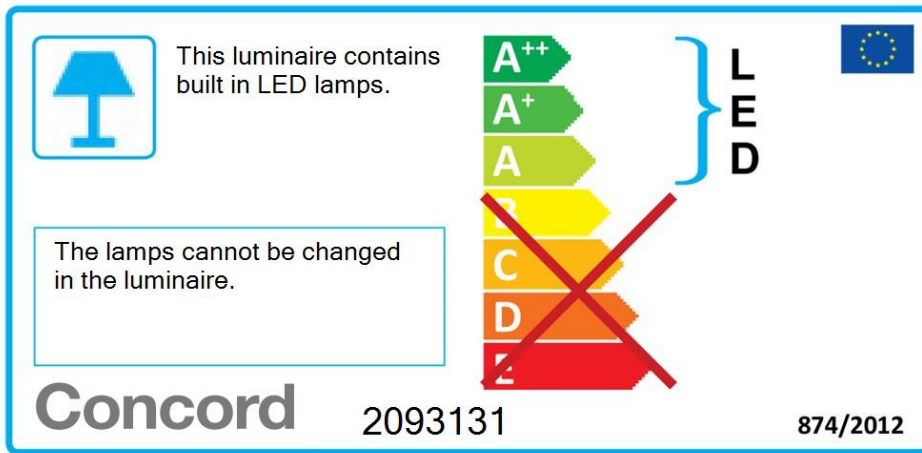 This luminaire contains
built in LED lamps.
The lamps cannot be changed
in the luminaire.
A++
A+
A
B
C
D
E
L
E
D
Concord
2093131
874/2012